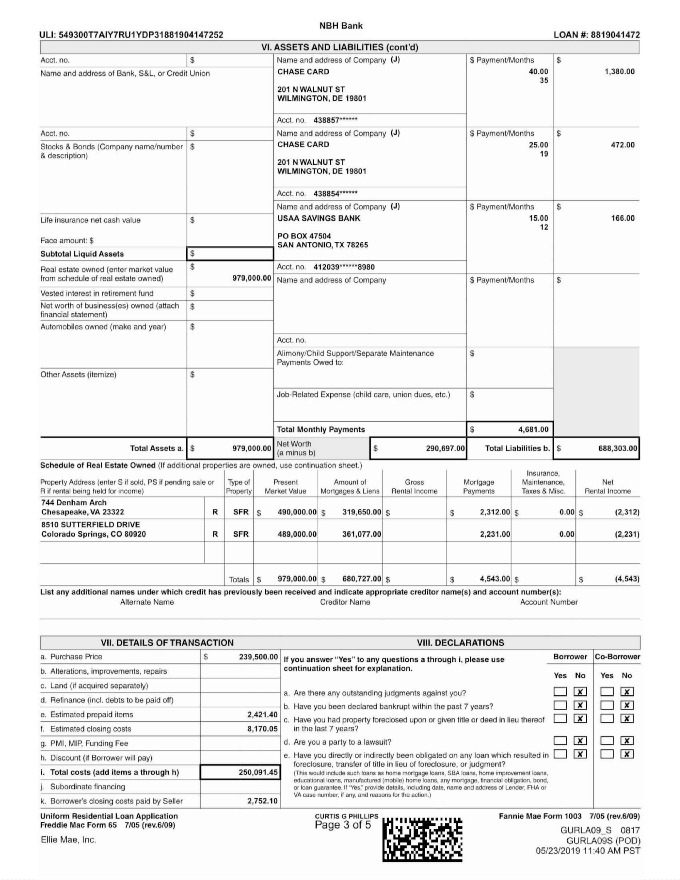 NBH Bank
ULI: 549300T7AIY7RU1YDP31881904147252 LOAN #: 8819041472
VI. ASSETS AND LIABILITIES (cont'd)
Acct. no. $ Name and address of Company (J) $ Payment/Months $
Name and address of Bank, S&L, or Credit Union CHASE CARD 40.00 1,380.00
35
201 N WALNUT ST
WILMINGTON, DE 19801
Acct. no. 438857******
Acct. no. $ Name and address of Company (J) $ Payment/Months $
Stocks & Bonds (Company name/number $ CHASE CARD 25.00 472.00
& description) 19
201 N WALNUT ST
WILMINGTON, DE 19801
Acct. no. 438854******
Name and address of Company (J) $ Payment/Months $
Life insurance net cash value $ USAA SAVINGS BANK 15.00 166.00
12
Face amount: $ PO BOX 47504
SAN ANTONIO, TX 78265
Subtotal Liquid Assets $
Real estate owned (enter market value $ Acct. no. 412039******8980
from schedule of real estate owned) 979,000.00 Name and address of Company $ Payment/Months $
Vested interest in retirement fund $
Net worth of business(es) owned (attach $
financial statement)
Automobiles owned (make and year) $
Acct. no.
Alimony/Child Support/Separate Maintenance $
Payments Owed to:
Other Assets (itemize) $
Job-Related Expense (child care, union dues, etc.) $
Total Monthly Payments $ 4,681.00
Total Assets a. $ 979,000.00 Net Worth $ 290,697.00 Total Liabilities b. $ 688,303.00
(a minus b)
Schedule of Real Estate Owned (If additional properties are owned, use continuation sheet.)
Property Address (enter S if sold, PS if pending sale or Type of Present Amount of Gross Mortgage Insurance, Net
R if rental being held for income) Property Market Value Mortgages & Liens Rental Income Payments Maintenance, Rental Income
Taxes & Misc.
744 Denham Arch
Chesapeake, VA 23322 R SFR $ 490,000.00 $ 319,650.00 $ $ 2,312.00 $ 0.00 $ (2,312)
8510 SUTTERFIELD DRIVE
Colorado Springs, CO 80920 R SFR 489,000.00 361,077.00 2,231.00 0.00 (2,231)
Totals $ 979,000.00 $ 680,727.00 $ $ 4,543.00 $ $ (4,543)
List any additional names under which credit has previously been received and indicate appropriate creditor name(s) and account number(s):
Alternate Name Creditor Name Account Number
VII. DETAILS OF TRANSACTION VIII. DECLARATIONS
a. Purchase Price $ 239,500.00 If you answer "Yes" to any questions a through i, please use Borrower Co-Borrower
b. Alterations, improvements, repairs continuation sheet for explanation. Yes No Yes No
c. Land (if acquired separately)
d. Refinance (incl. debts to be paid off) a. Are there any outstanding judgments against you? X X
e. Estimated prepaid items 2,421.40 b. Have you been declared bankrupt within the past 7 years? X X
f. Estimated closing costs 8,170.05 c. Have you had property foreclosed upon or given title or deed in lieu thereof X X
in the last 7 years?
g. PMI, MIP, Funding Fee d. Are you a party to a lawsuit? X X
h. Discount (if Borrower will pay) e. Have you directly or indirectly been obligated on any loan which resulted in X X
foreclosure, transfer of title in lieu of foreclosure, or judgment?
i. Total costs (add items a through h) 250,091.45 (This would include such loans as home mortgage loans, SBA loans, home improvement loans,
educational loans, manufactured (mobile) home loans, any mortgage, financial obligation, bond,
j. Subordinate financing or loan guarantee. If "Yes," provide details, including date, name and address of Lender, FHA or
VA case number, if any, and reasons for the action.)
k. Borrower's closing costs paid by Seller 2,752.10
Uniform Residential Loan Application CURTIS G PHILLIPS Fannie Mae Form 1003 7/05 (rev.6/09)
Freddie Mac Form 65 7/05 (rev.6/09) Page 3 of 5
Ellie Mae, Inc. GURLA09_S 0817
GURLA09S (POD)
05/23/2019 11:40 AM PST